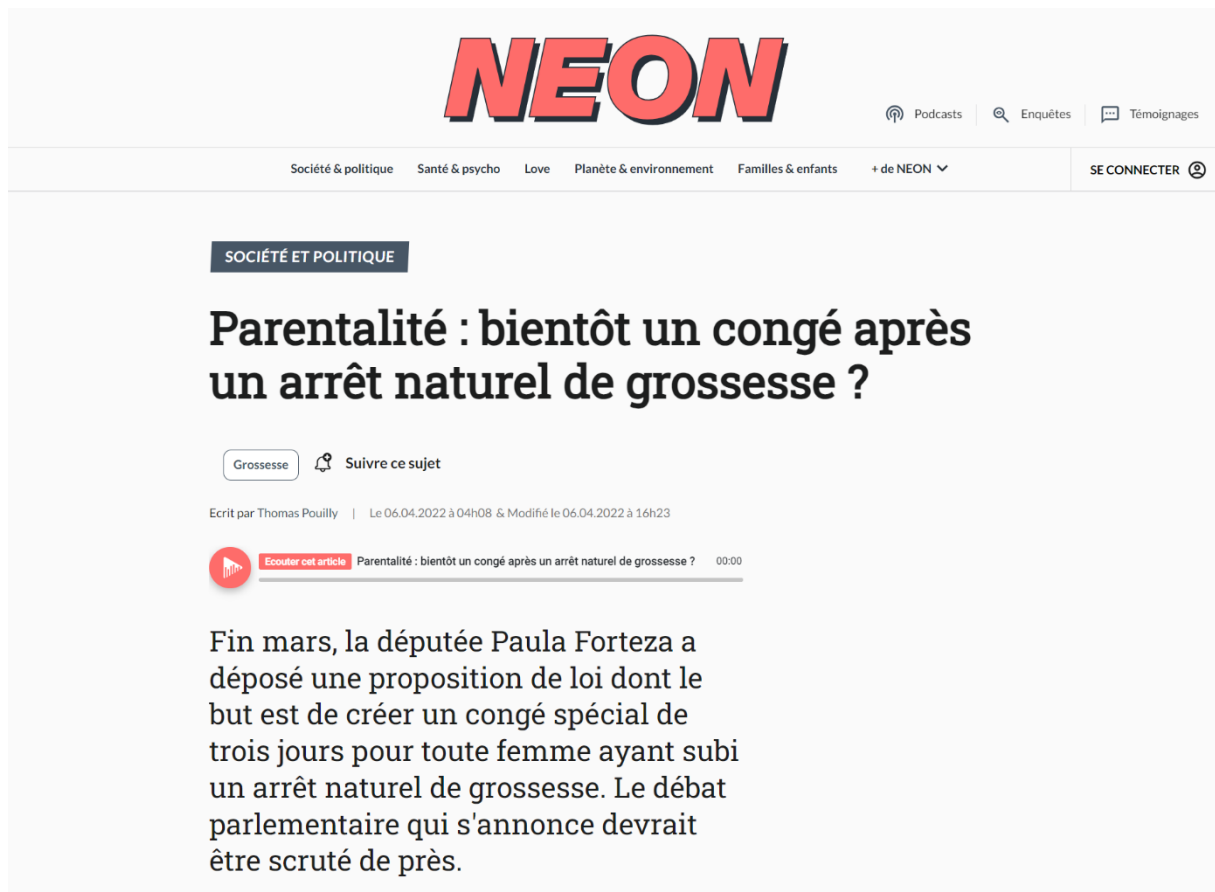 NEON
Podcasts
Enquêtes
Témoignages
Société & politique
Santé & psycho
Love
Planète & environnement
Familles & enfants
+ de NEON
SE CONNECTER
SOCIÉTÉ ET POLITIQUE
Parentalité : bientôt un congé après
un arrêt naturel de grossesse ?
Grossesse
Suivre ce sujet
Ecrit par Thomas Pouilly | Le 06.04.2022 à 04h08 & Modifié le 06.04.2022 à 16h23
Ecouter cet article Parentalité : bientôt un congé après un arrêt naturel de grossesse ? 00:00
Fin mars, la députée Paula Forteza a
déposé une proposition de loi dont le
but est de créer un congé spécial de
trois jours pour toute femme ayant subi
un arrêt naturel de grossesse. Le débat
parlementaire qui s'annonce devrait
être scruté de près.